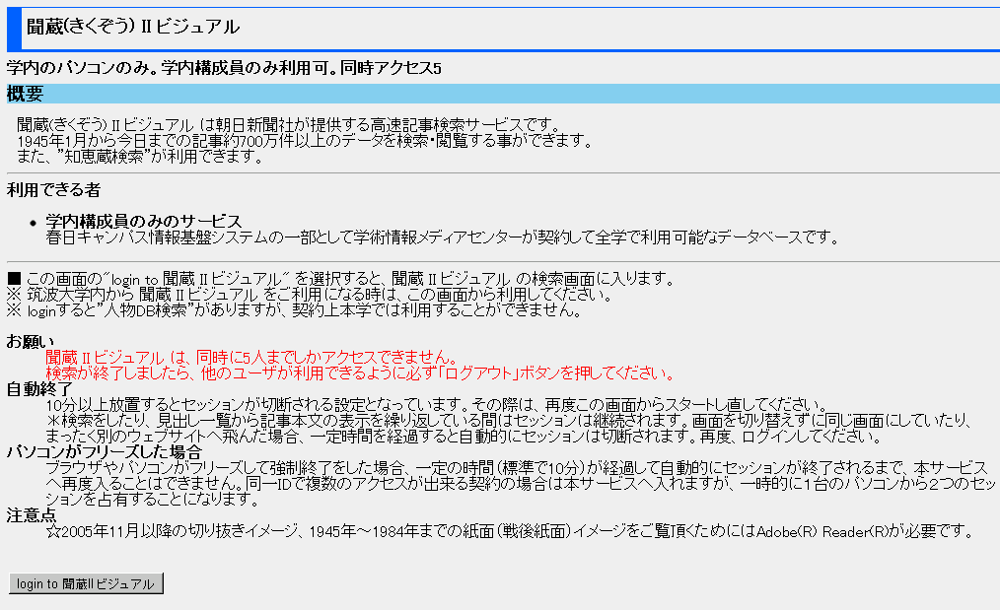 聞蔵(きくぞう) II ビジュアル
学内のパソコンのみ。学内構成員のみ利用可。同時アクセス5
概要
聞蔵(きくぞう) II ビジュアル は朝日新聞社が提供する高速記事検索サービスです。
1945年1月から今日までの記事約700万件以上のデータを検索・閲覧する事ができます。
また、”知恵蔵検索”が利用できます。
利用できる者
• 学内構成員のみのサービス
春日キャンパス情報基盤システムの一部として学術情報メディアセンターが契約して全学で利用可能なデータベースです。
■ この画面の"login to 聞蔵 II ビジュアル" を選択すると、聞蔵 II ビジュアル の検索画面に入ります。
※ 筑波大学内から 聞蔵 II ビジュアル をご利用になる時は、この画面から利用してください。
※ loginすると”人物DB検索”がありますが、契約上本学では利用することができません。
お願い
聞蔵 II ビジュアル は、同時に5人までしかアクセスできません。
検索が終了しましたら、他のユーザが利用できるように必ず「ログアウト」ボタンを押してください。
自動終了
10分以上放置するとセッションが切断される設定となっています。その際は、再度この画面からスタートし直してください。
※検索をしたり、見出し一覧から記事本文の表示を繰り返している間はセッションは継続されます。画面を切り替えずに同じ画面にしていたり、
まったく別のウェブサイトへ飛んだ場合、一定時間を経過すると自動的にセッションは切断されます。再度、ログインしてください。
パソコンがフリーズした場合
ブラウザやパソコンがフリーズして強制終了をした場合、一定の時間（標準で10分）が経過して自動的にセッションが終了されるまで、本サービス
へ再度入ることはできません。同一IDで複数のアクセスが出来る契約の場合は本サービスへ入れますが、一時的に１台のパソコンから２つのセッ
ションを占有することになります。
注意点
☆2005年11月以降の切り抜きイメージ、1945年～1984年までの紙面（戦後紙面）イメージをご覧頂くためにはAdobe(R) Reader(R)が必要です。
login to 聞蔵II ビジュアル